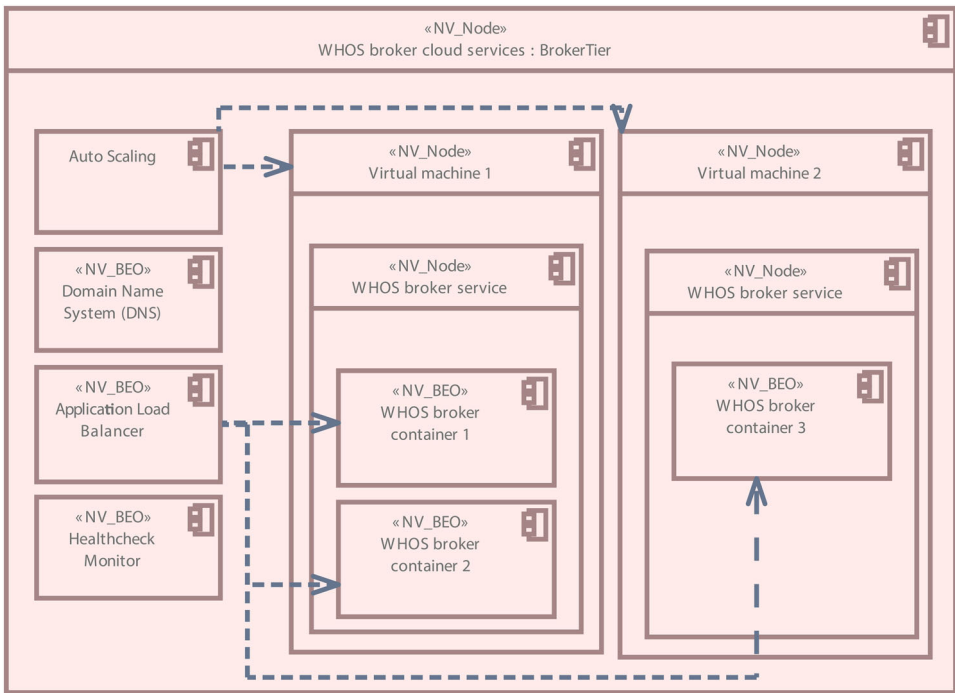 «NV_Node»
WHOS broker cloud services : BrokerTier
Auto Scaling
«NV_BEO»
Domain Name
System (DNS)
«NV_BEO»
Application Load
Balancer
«NV_BEO»
Healthcheck
Monitor
«NV_Node»
Virtual machine 1
«NV_Node»
WHOS broker service
«NV_BEO»
WHOS broker
container 1
«NV_BEO»
WHOS broker
container 2
«NV_Node»
Virtual machine 2
«NV_Node»
WHOS broker service
«NV_BEO»
WHOS broker
container 3